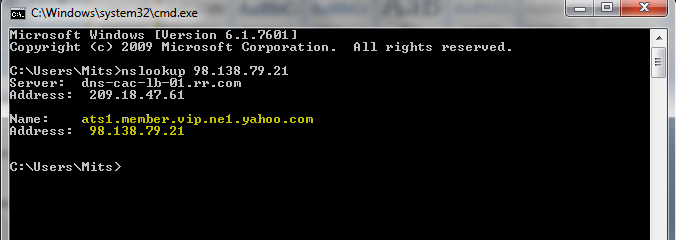 C:\Windows\system32\cmd.exe
Microsoft Windows [Version 6.1.7601]
Copyright (c) 2009 Microsoft Corporation.  All rights reserved.
C:\Users\Mits>nslookup 98.138.79.21
Server:  dns-cac-lb-01.rr.com
Address:  209.18.47.61
Name:    ats1.member.vip.ne1.yahoo.com
Address:  98.138.79.21
C:\Users\Mits>